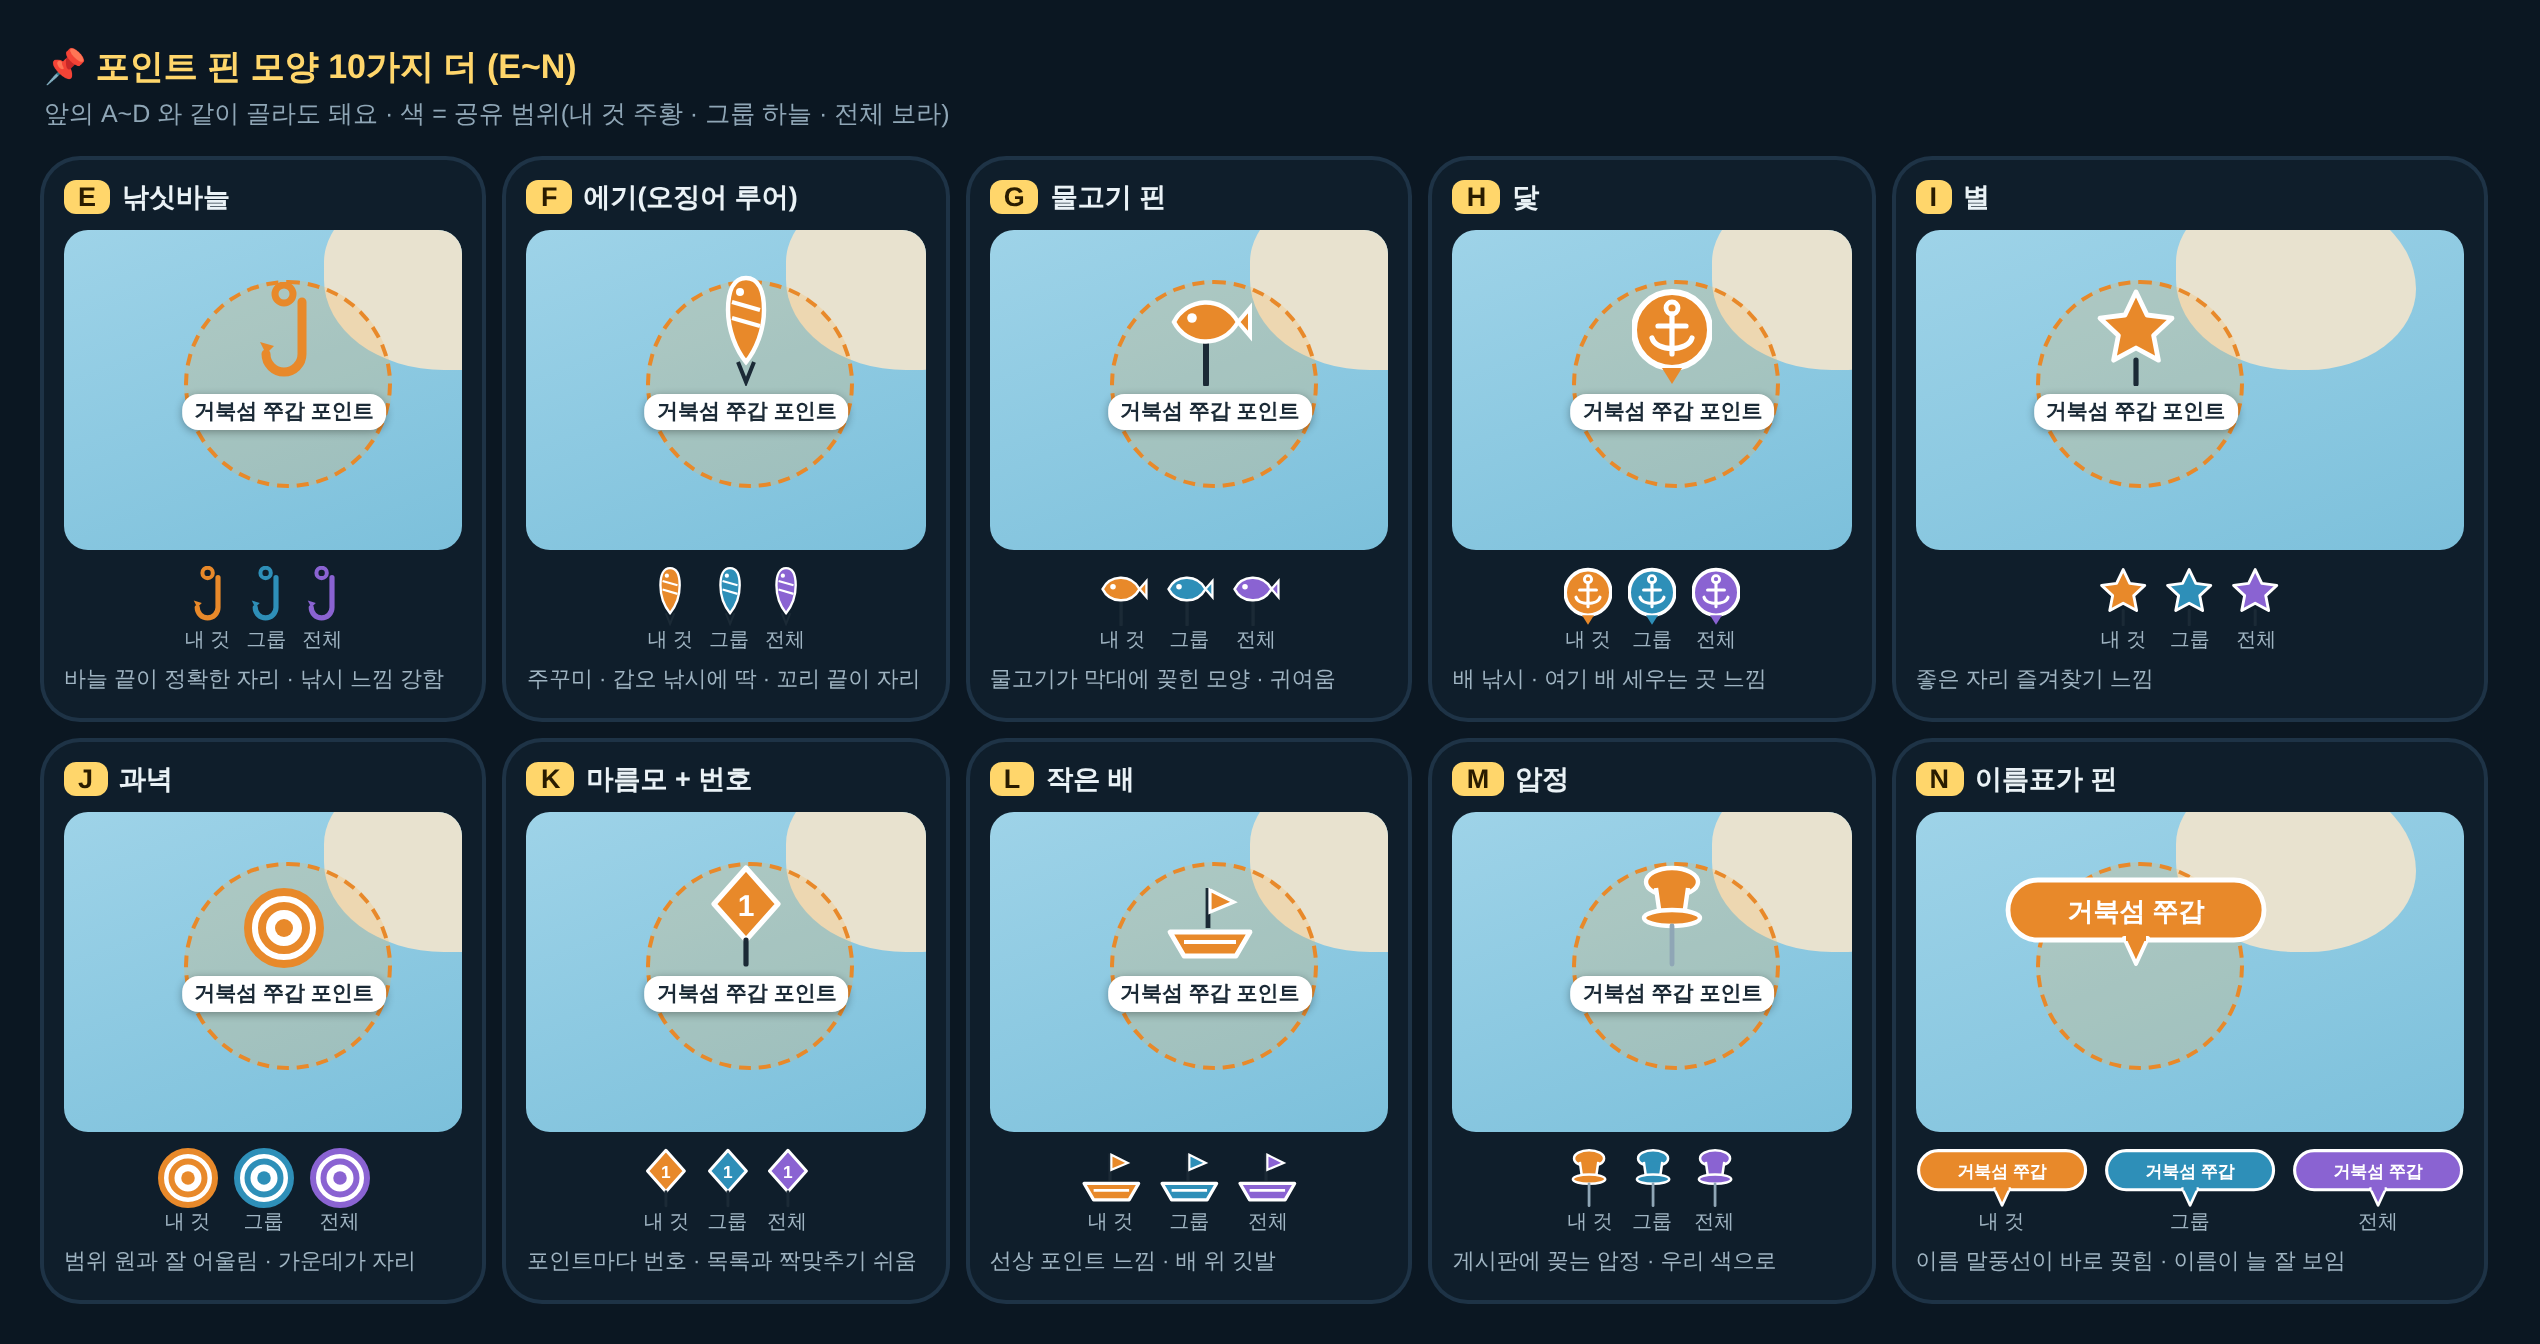 📌 포인트 핀 모양 10가지 더 (E~N)
앞의 A~D 와 같이 골라도 돼요 · 색 = 공유 범위(내 것 주황 · 그룹 하늘 · 전체 보라)
E 낚싯바늘
거북섬 쭈갑 포인트
내 것 그룹 전체
바늘 끝이 정확한 자리 · 낚시 느낌 강함
F 에기(오징어 루어)
거북섬 쭈갑 포인트
내 것 그룹 전체
주꾸미 · 갑오 낚시에 딱 · 꼬리 끝이 자리
G 물고기 핀
거북섬 쭈갑 포인트
내 것 그룹 전체
물고기가 막대에 꽂힌 모양 · 귀여움
H 닻
거북섬 쭈갑 포인트
내 것 그룹 전체
배 낚시 · 여기 배 세우는 곳 느낌
I 별
거북섬 쭈갑 포인트
내 것 그룹 전체
좋은 자리 즐겨찾기 느낌
J 과녁
거북섬 쭈갑 포인트
내 것 그룹 전체
범위 원과 잘 어울림 · 가운데가 자리
K 마름모 + 번호
1
거북섬 쭈갑 포인트
1 1 1
내 것 그룹 전체
포인트마다 번호 · 목록과 짝맞추기 쉬움
L 작은 배
거북섬 쭈갑 포인트
내 것 그룹 전체
선상 포인트 느낌 · 배 위 깃발
M 압정
거북섬 쭈갑 포인트
내 것 그룹 전체
게시판에 꽂는 압정 · 우리 색으로
N 이름표가 핀
거북섬 쭈갑
거북섬 쭈갑 거북섬 쭈갑 거북섬 쭈갑
내 것 그룹 전체
이름 말풍선이 바로 꽂힘 · 이름이 늘 잘 보임